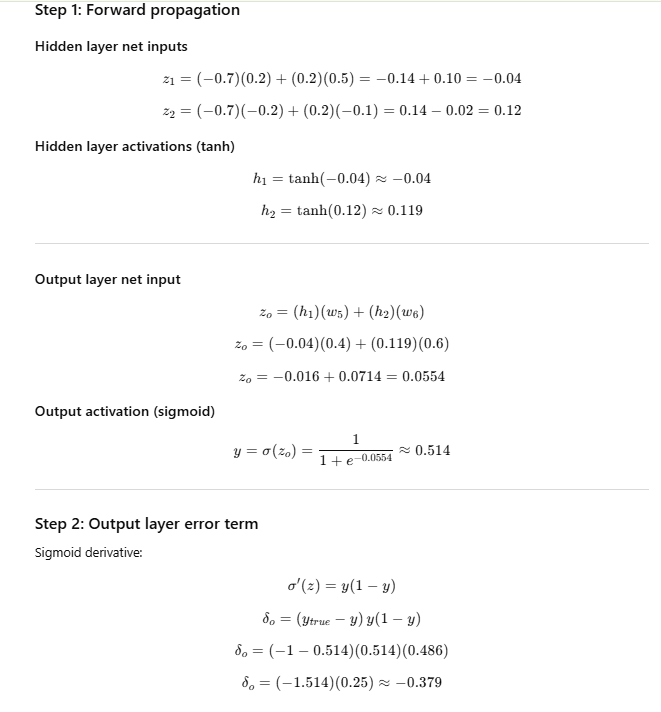 Step 1: Forward propagation
Hidden layer net inputs
z₁ = (−0.7)(0.2) + (0.2)(0.5) = −0.14 + 0.10 = −0.04
z₂ = (−0.7)(−0.2) + (0.2)(−0.1) = 0.14 − 0.02 = 0.12
Hidden layer activations (tanh)
h₁ = tanh(−0.04) ≈ −0.04
h₂ = tanh(0.12) ≈ 0.119
Output layer net input
zₒ = (h₁)(w₅) + (h₂)(w₆)
zₒ = (−0.04)(0.4) + (0.119)(0.6)
zₒ = −0.016 + 0.0714 = 0.0554
Output activation (sigmoid)
y = σ(zₒ) = 1 / (1 + e^{−0.0554}) ≈ 0.514
Step 2: Output layer error term
Sigmoid derivative:
σ′(z) = y(1 − y)
δₒ = (y_{true} − y) y(1 − y)
δₒ = (−1 − 0.514)(0.514)(0.486)
δₒ = (−1.514)(0.25) ≈ −0.379